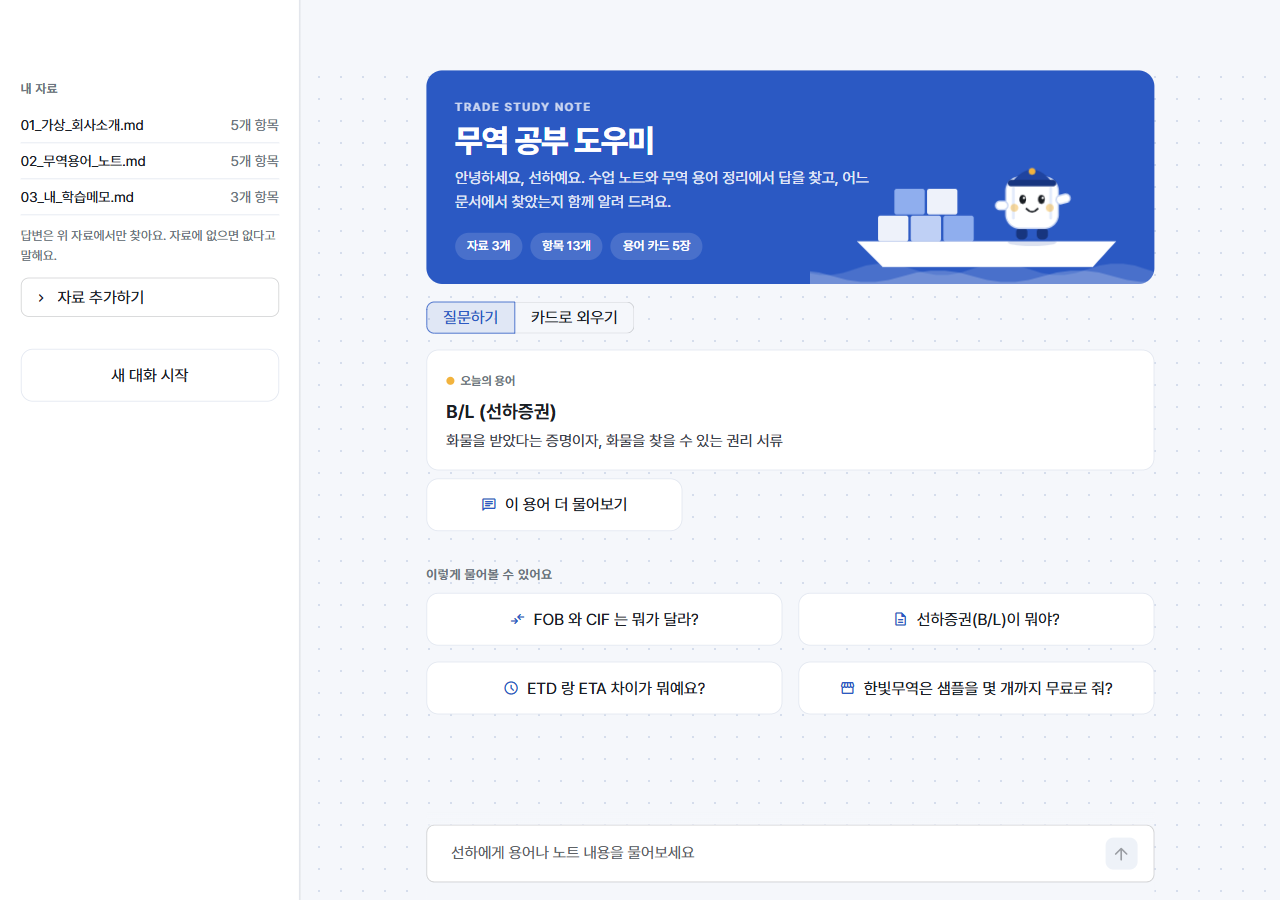 내 자료
01_가상_회사소개.md 5개 항목
02_무역용어_노트.md 5개 항목
03_내_학습메모.md 3개 항목
답변은 위 자료에서만 찾아요. 자료에 없으면 없다고
말해요.
자료 추가하기
새 대화 시작
TRADE STUDY NOTE
무역 공부 도우미
안녕하세요, 선하예요. 수업 노트와 무역 용어 정리에서 답을 찾고, 어느
문서에서 찾았는지 함께 알려 드려요.
자료 3개 항목 13개 용어 카드 5장
질문하기 카드로 외우기
오늘의 용어
B/L (선하증권)
화물을 받았다는 증명이자, 화물을 찾을 수 있는 권리 서류
이 용어 더 물어보기
이렇게 물어볼 수 있어요
FOB 와 CIF 는 뭐가 달라? 선하증권(B/L)이 뭐야?
ETD 랑 ETA 차이가 뭐예요? 한빛무역은 샘플을 몇 개까지 무료로 줘?
선하에게 용어나 노트 내용을 물어보세요